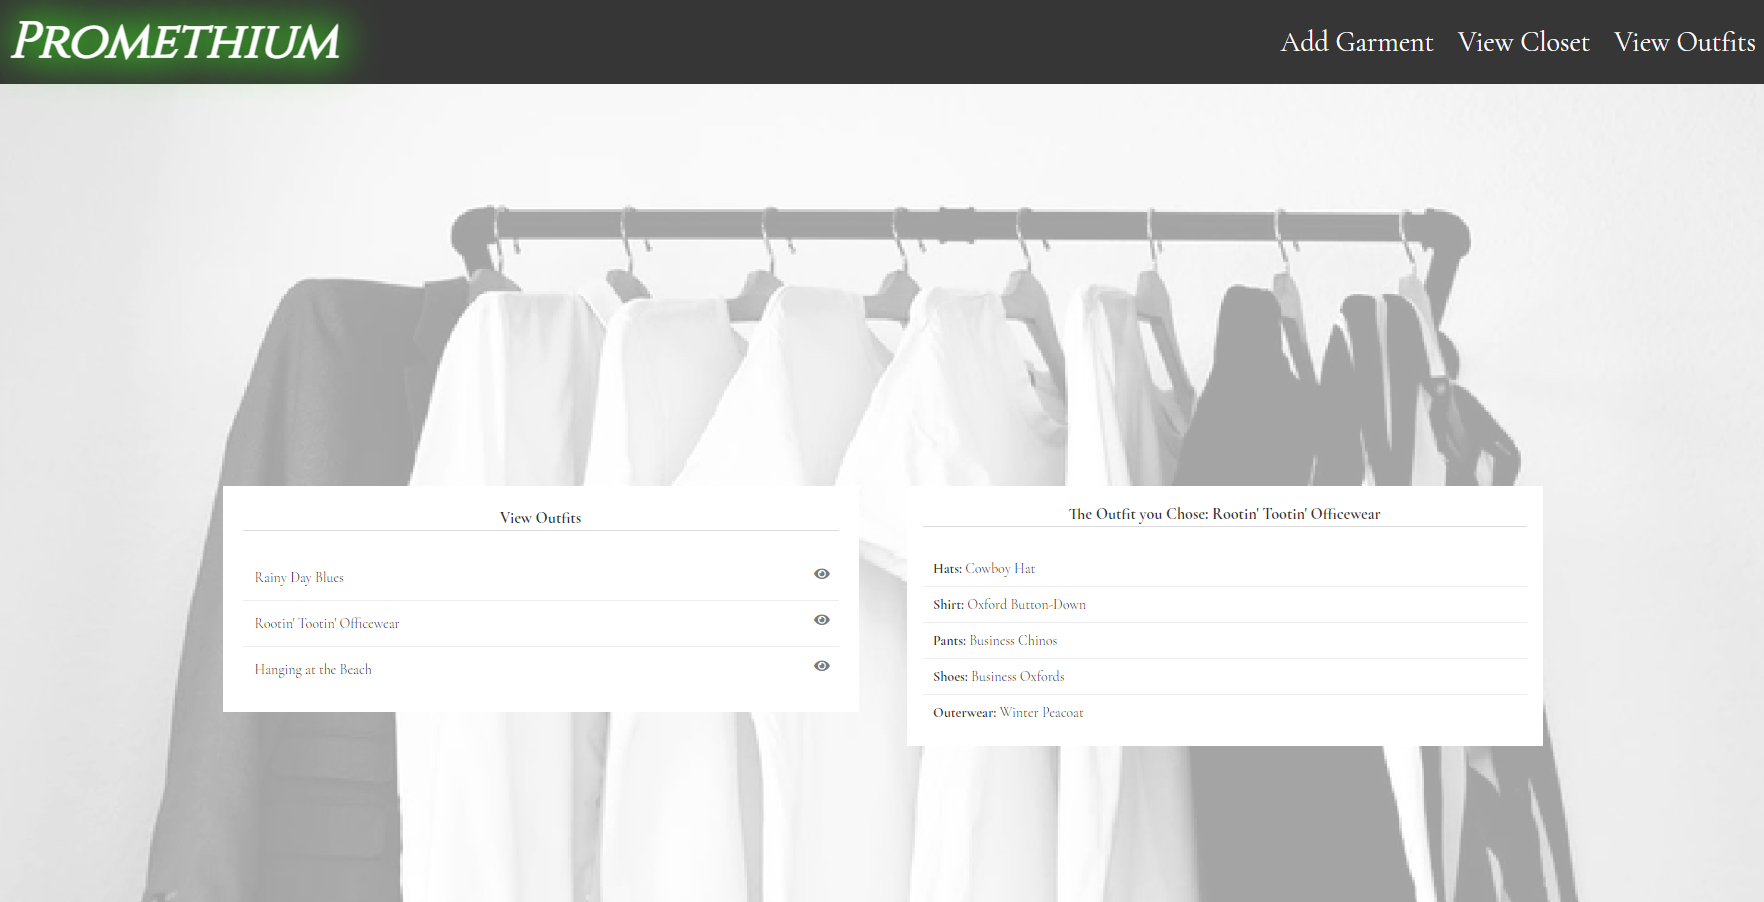 Promethium
Add Garment View Closet View Outfits
View Outfits
Rainy Day Blues
Rootin' Tootin' Officewear
Hanging at the Beach
The Outfit you Chose: Rootin' Tootin' Officewear
Hats: Cowboy Hat
Shirt: Oxford Button-Down
Pants: Business Chinos
Shoes: Business Oxfords
Outerwear: Winter Peacoat